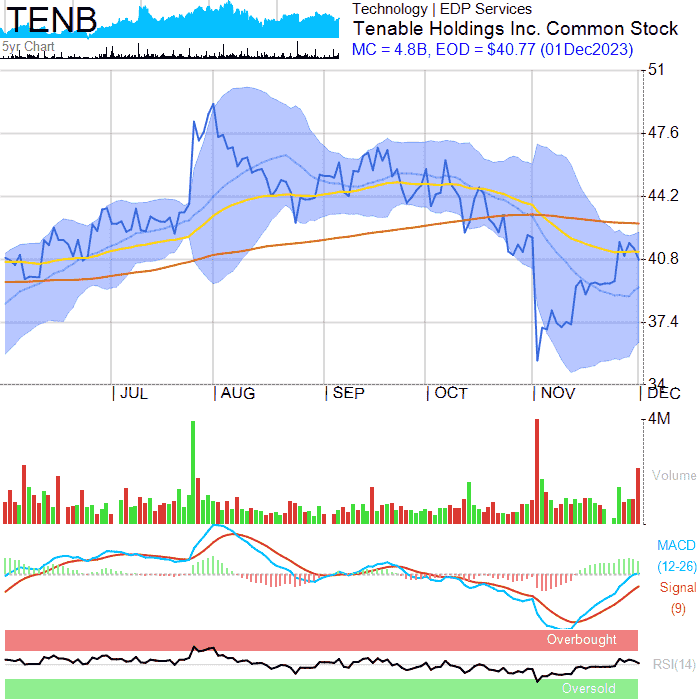 TENB
5yr Chart
Technology | EDP Services
Tenable Holdings Inc. Common Stock
MC = 4.8B, EOD = $40.77 (01Dec2023)
51
47.6
44.2
40.8
37.4
34
JUL AUG SEP OCT NOV DEC
4M
Volume
MACD
(12-26)
Signal
(9)
Overbought
RSI(14)
Oversold